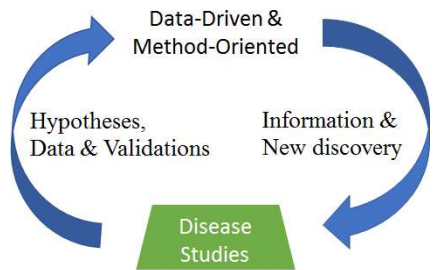 Data-Driven &
Method-Oriented
Hypotheses,
Data & Validations
Information &
New discovery
Disease
Studies